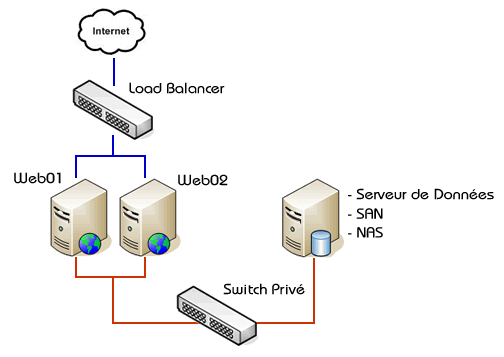 Internet
Load Balancer
Web01
Web02
- Serveur de Données
- SAN
- NAS
Switch Privé